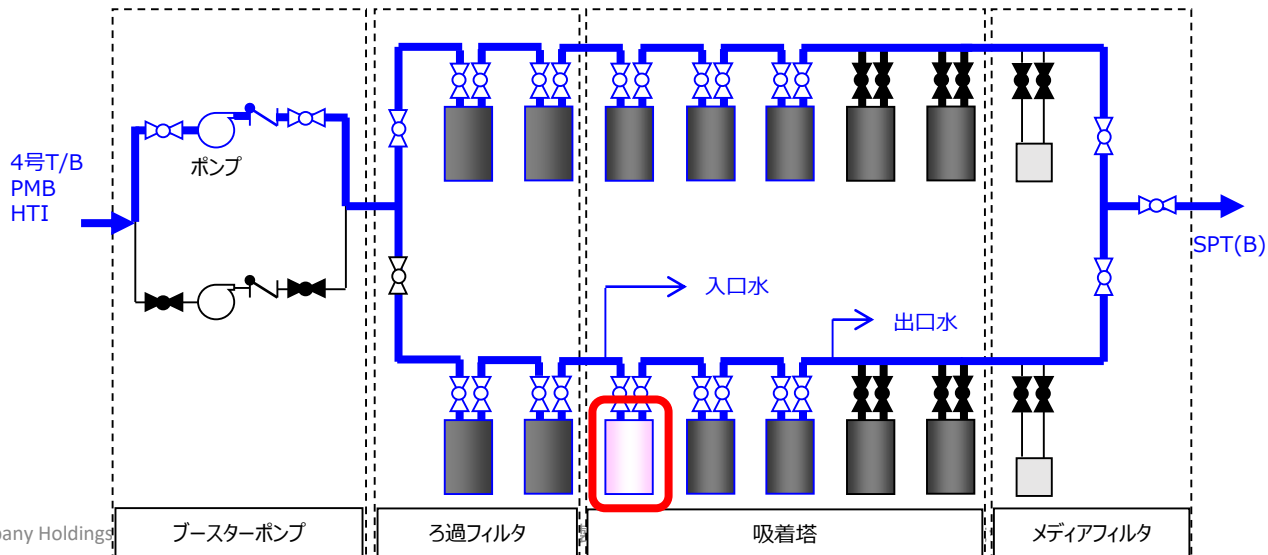 4号T/B
PMB
HTI
ポンプ
入口水
出口水
SPT(B)
ブースターポンプ
ろ過フィルタ
吸着塔
メディアフィルタ
pany Holdings